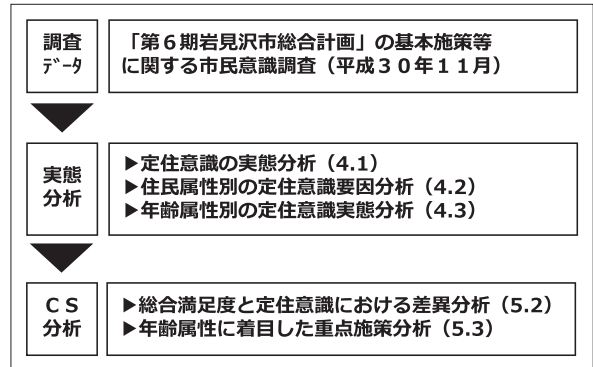 調査
ﾃﾞｰﾀ
「第６期岩見沢市総合計画」の基本施策等
に関する市民意識調査（平成３０年１１月）
実態
分析
▶定住意識の実態分析（4.1）
▶住民属性別の定住意識要因分析（4.2）
▶年齢属性別の定住意識実態分析（4.3）
ＣＳ
分析
▶総合満足度と定住意識における差異分析（5.2）
▶年齢属性に着目した重点施策分析（5.3）